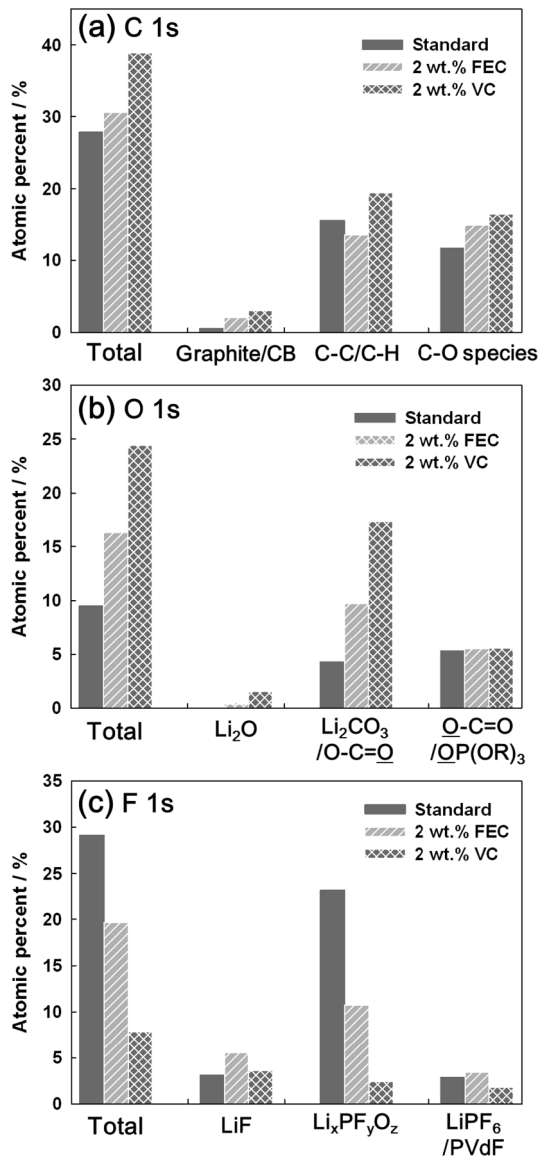 (a) C 1s
Standard
2 wt.% FEC
2 wt.% VC
Atomic percent / %
40
30
20
10
0
Total
Graphite/CB
C-C/C-H
C-O species
(b) O 1s
Standard
2 wt.% FEC
2 wt.% VC
Atomic percent / %
30
25
20
15
10
5
0
Total
Li₂O
Li₂CO₃
/O-C=O
O-C=O
/OP(OR)₃
(c) F 1s
Standard
2 wt.% FEC
2 wt.% VC
Atomic percent / %
35
30
25
20
15
10
5
0
Total
LiF
LiₓPFyOz
LiPF₆
/PVdF